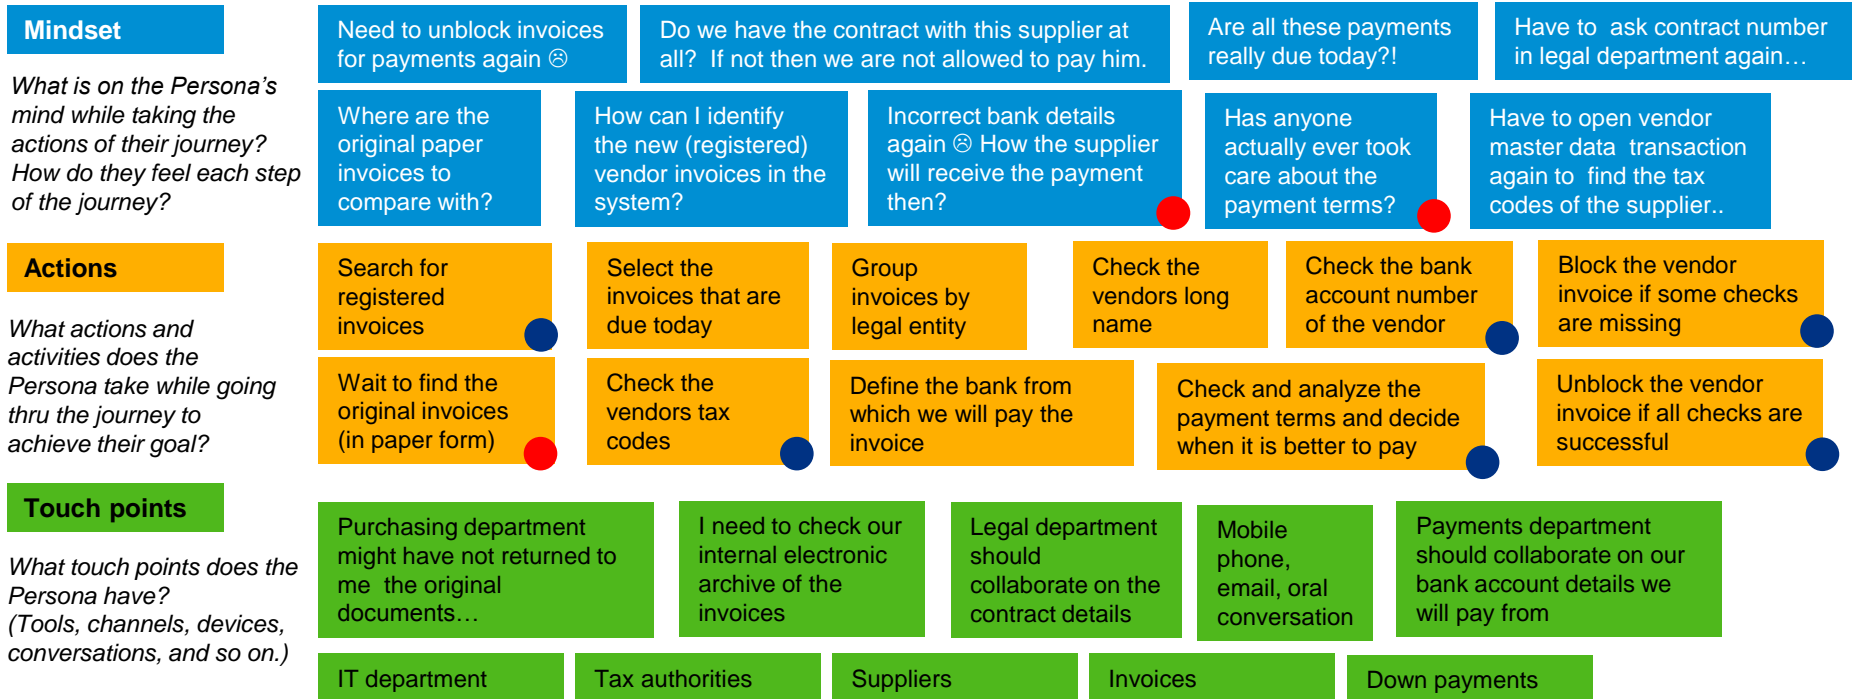 Mindset
What is on the Persona's
mind while taking the
actions of their journey?
How do they feel each step
of the journey?
Need to unblock invoices
for payments again ☹
Do we have the contract with this supplier at
all? If not then we are not allowed to pay him.
Are all these payments
really due today?!
Have to ask contract number
in legal department again…
Where are the
original paper
invoices to
compare with?
How can I identify
the new (registered)
vendor invoices in the
system?
Incorrect bank details
again ☹ How the supplier
will receive the payment
then?
Has anyone
actually ever took
care about the
payment terms?
Have to open vendor
master data transaction
again to find the tax
codes of the supplier..
Actions
What actions and
activities does the
Persona take while going
thru the journey to
achieve their goal?
Search for
registered
invoices
Select the
invoices that are
due today
Group
invoices by
legal entity
Check the
vendors long
name
Check the bank
account number
of the vendor
Block the vendor
invoice if some checks
are missing
Wait to find the
original invoices
(in paper form)
Check the
vendors tax
codes
Define the bank from
which we will pay the
invoice
Check and analyze the
payment terms and decide
when it is better to pay
Unblock the vendor
invoice if all checks are
successful
Touch points
What touch points does the
Persona have?
(Tools, channels, devices,
conversations, and so on.)
Purchasing department
might have not returned to
me the original
documents…
I need to check our
internal electronic
archive of the
invoices
Legal department
should
collaborate on the
contract details
Mobile
phone,
email, oral
conversation
Payments department
should collaborate on our
bank account details we
will pay from
IT department
Tax authorities
Suppliers
Invoices
Down payments